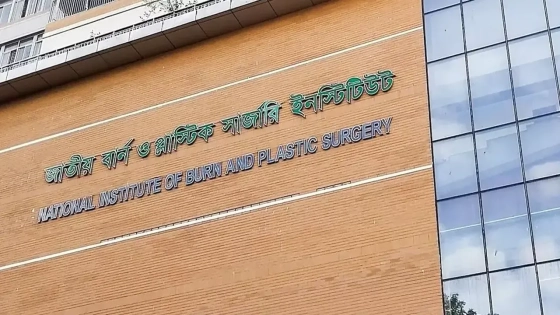 জাতীয় বার্ন ও প্লাস্টিক সার্জারি ইনস্টিটিউট
NATIONAL INSTITUTE OF BURN AND PLASTIC SURGERY